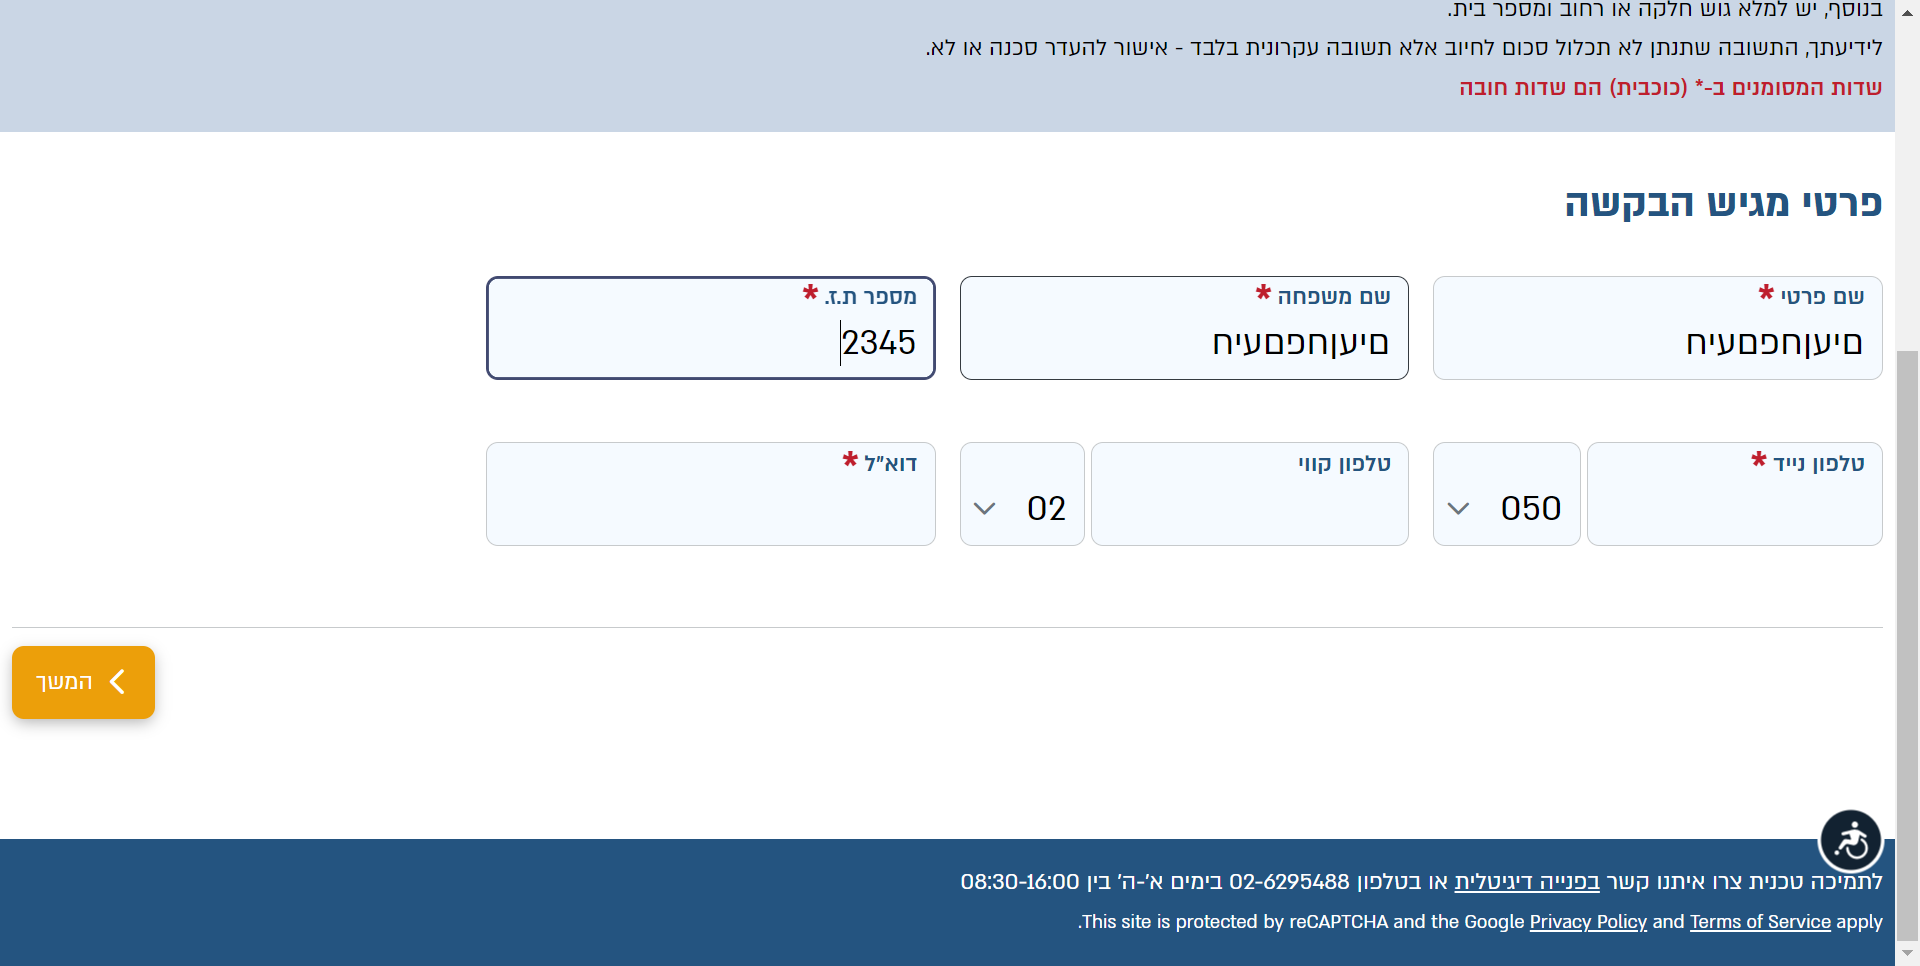 בנוסף, יש למלא גוש חלקה או רחוב ומספר בית.
לידיעתך, התשובה שתנתן לא תכלול סכום לחיוב אלא תשובה עקרונית בלבד - אישור להעדר סכנה או לא.
שדות המסומנים ב-* (כוכבית) הם שדות חובה
פרטי מגיש הבקשה
שם פרטי *
םיעןחפםעיח
שם משפחה *
םיעןחפםעיח
מספר ת.ז. *
2345
טלפון נייד *
050
טלפון קווי
02
דוא"ל *
המשך
לתמיכה טכנית צרו איתנו קשר בפנייה דיגיטלית או בטלפון 02-6295488 בימים א'-ה' בין 08:30-16:00
This site is protected by reCAPTCHA and the Google Privacy Policy and Terms of Service apply.